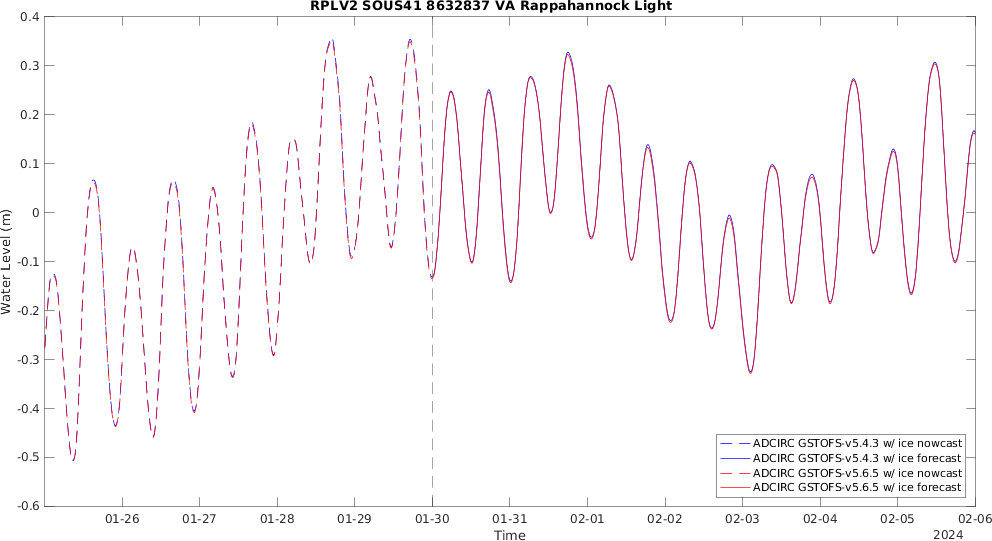 RPLV2 SOUS41 8632837 VA Rappahannock Light
0.4
0.3
0.2
0.1
0
-0.1
-0.2
-0.3
-0.4
-0.5
-0.6
Water Level (m)
ADCIRC GSTOFS-v5.4.3 w/ ice nowcast
ADCIRC GSTOFS-v5.4.3 w/ ice forecast
ADCIRC GSTOFS-v5.6.5 w/ ice nowcast
ADCIRC GSTOFS-v5.6.5 w/ ice forecast
01-26 01-27 01-28 01-29 01-30 01-31 02-01 02-02 02-03 02-04 02-05 02-06
Time
2024